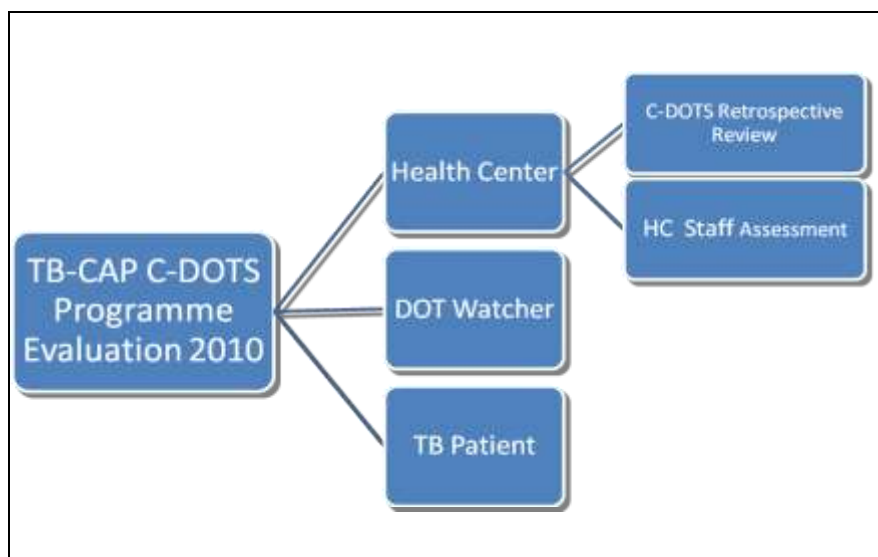 TB-CAP C-DOTS
Programme
Evaluation 2010
Health Center
DOT Watcher
TB Patient
C-DOTS Retrospective
Review
HC Staff Assessment